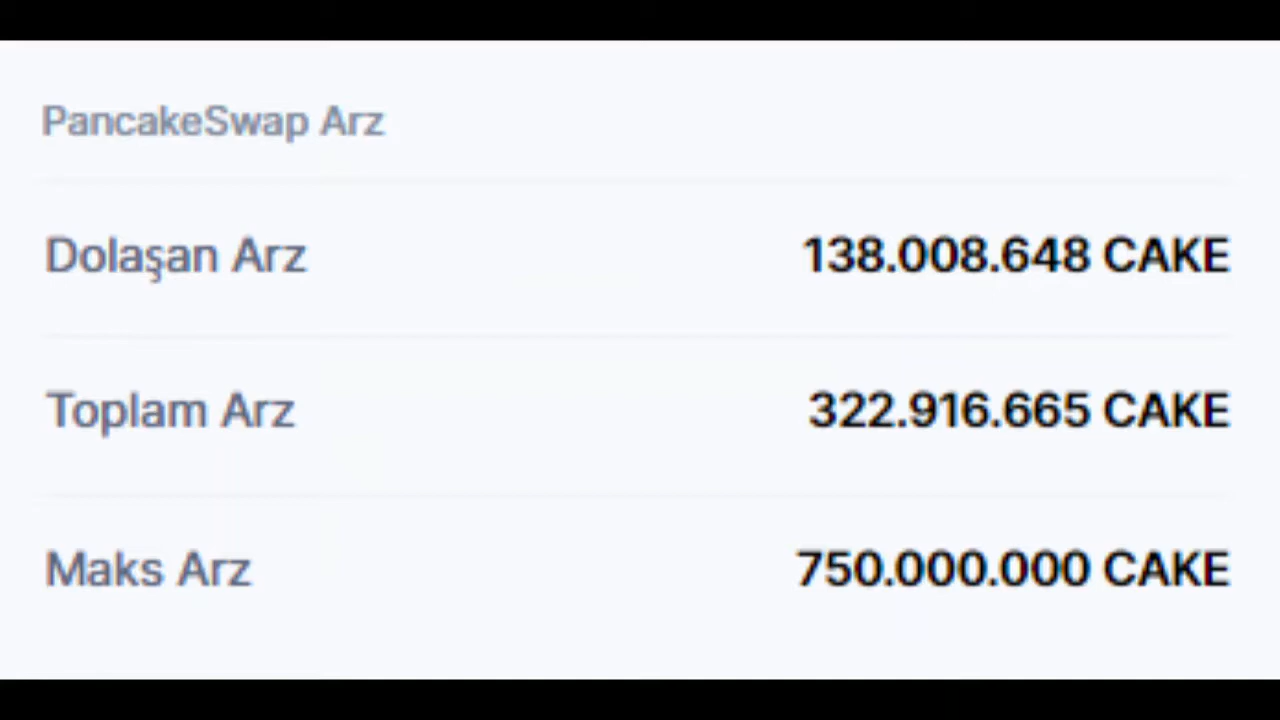 PancakeSwap Arz
Dolaşan Arz 138.008.648 CAKE
Toplam Arz 322.916.665 CAKE
Maks Arz 750.000.000 CAKE